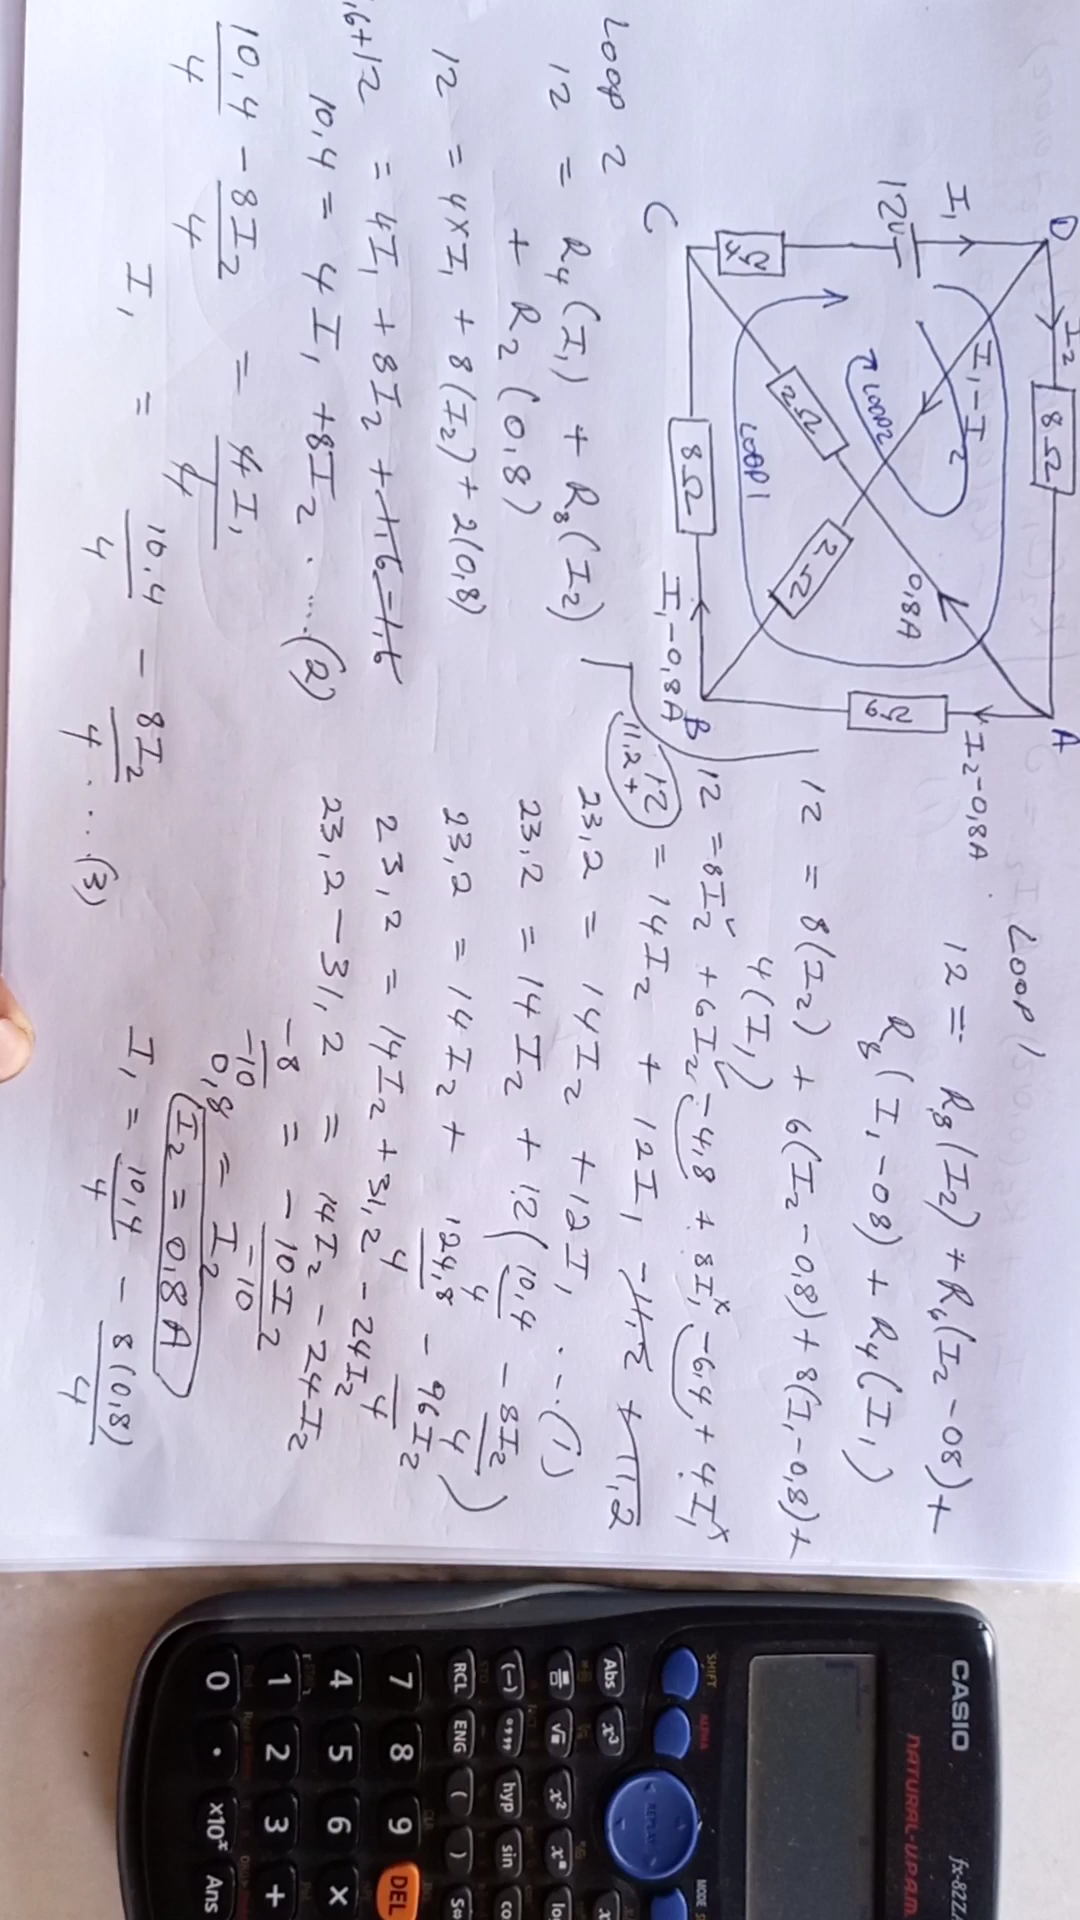 D
I₂
8Ω
A
I₁
I₁-I₂
I₂-0,8A
12V
LOOP2
0,8A
6Ω
4Ω
2Ω
LOOP1
2Ω
C
8Ω
I₁-0,8A
B
Loop 2
12 = R₄(I₁) + R₈(I₂)
+ R₂(0,8)
12 = 4×I₁ + 8(I₂) + 2(0,8)
,6+12 = 4I₁ + 8I₂ + 1,6-1,6
10,4 = 4I₁ + 8I₂ ....(2)
10,4/4 - 8I₂/4 = 4I₁/4
I₁ = 10,4/4 - 8I₂/4 ...(3)
Loop 1
12 = R₈(I₂) + R₆(I₂-08) +
R₈(I₁-08) + R₄(I₁)
12 = 8(I₂) + 6(I₂-0,8) + 8(I₁-0,8) +
4(I₁)
12 = 8I₂ + 6I₂ - 4,8 + 8I₁ - 6,4 + 4I₁
11,2+12 = 14I₂ + 12I₁ - 11,2 + 11,2
23,2 = 14I₂ + 12I₁ ...(1)
23,2 = 14I₂ + 12(10,4/4 - 8I₂/4)
23,2 = 14I₂ + 124,8/4 - 96I₂/4
23,2 = 14I₂ + 31,2 - 24I₂
23,2 - 31,2 = 14I₂ - 24I₂
-8/-10 = -10I₂/-10
0,8 = I₂
I₂ = 0,8A
I₁ = 10,4/4 - 8(0,8)/4
CASIO
fx-82Z
NATURAL-V.P.A.M.
SHIFT
ALPHA
REPLAY
MODE
Abs
x³
√
x²
(-)
hyp
sin
RCL
ENG
(
)
7
8
9
DEL
4
5
6
×
1
2
3
+
0
.
×10ˣ
Ans